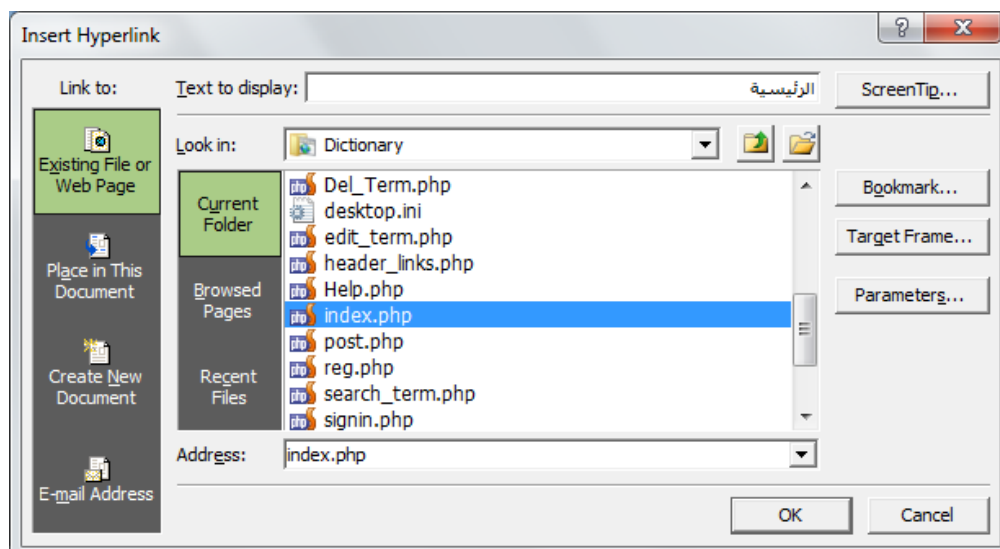 Insert Hyperlink
Link to:
Text to display:
الرئيسية
ScreenTip...
Existing File or
Web Page
Look in:
Dictionary
Current
Folder
Del_Term.php
desktop.ini
edit_term.php
header_links.php
Help.php
index.php
post.php
reg.php
search_term.php
signin.php
Bookmark...
Target Frame...
Parameters...
Place in This
Document
Browsed
Pages
Create New
Document
Recent
Files
Address:
index.php
E-mail Address
OK
Cancel